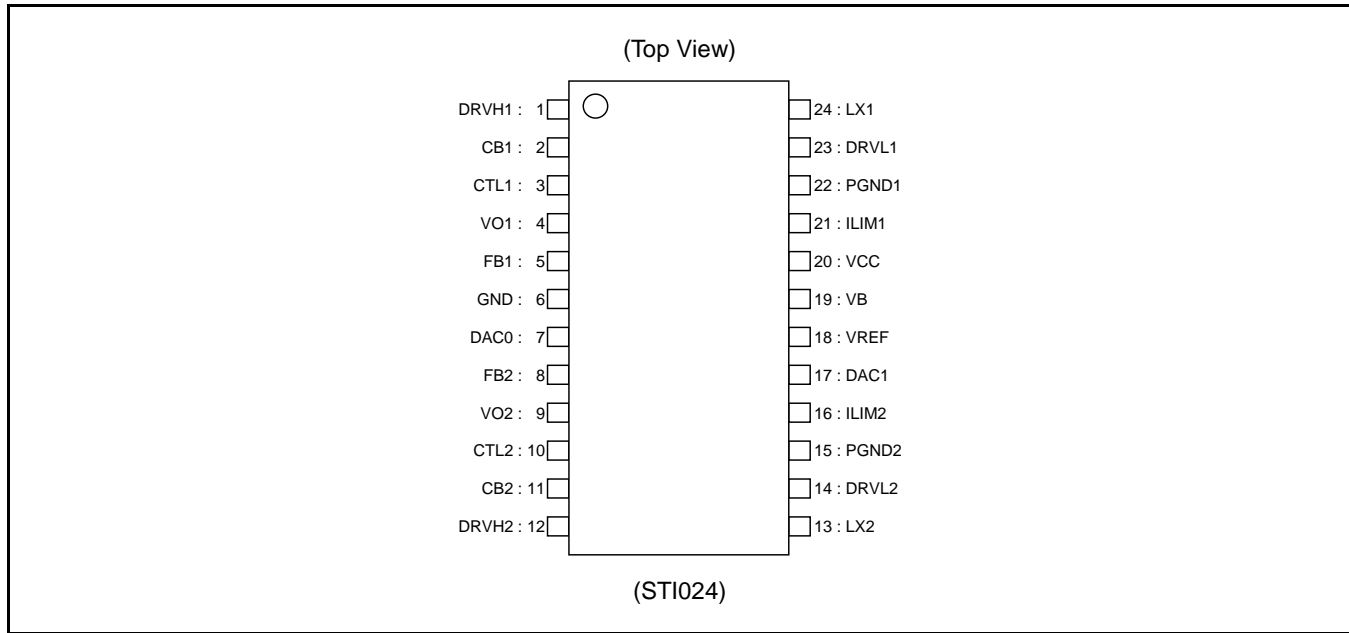 (Top View)
DRVH1 : 1
CB1 : 2
CTL1 : 3
VO1 : 4
FB1 : 5
GND : 6
DAC0 : 7
FB2 : 8
VO2 : 9
CTL2 : 10
CB2 : 11
DRVH2 : 12
24 : LX1
23 : DRVL1
22 : PGND1
21 : ILIM1
20 : VCC
19 : VB
18 : VREF
17 : DAC1
16 : ILIM2
15 : PGND2
14 : DRVL2
13 : LX2
(STI024)